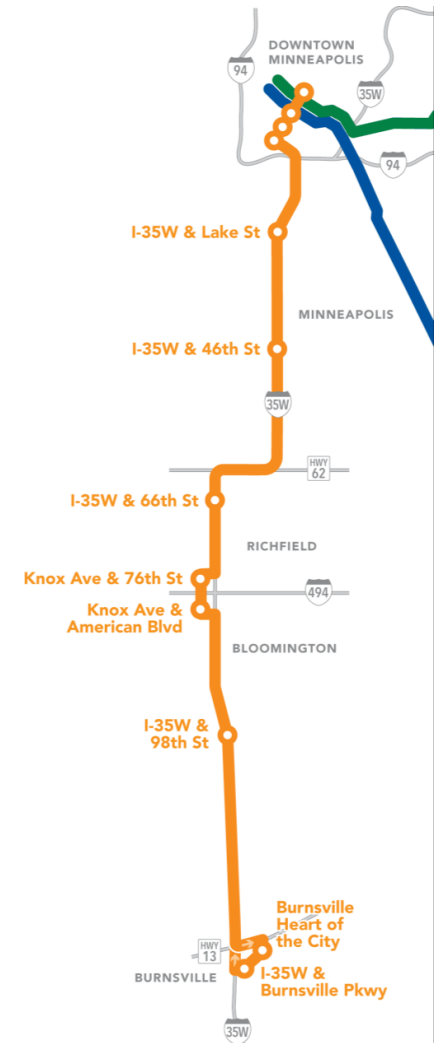 DOWNTOWN
MINNEAPOLIS
94
35W
94
I-35W & Lake St
MINNEAPOLIS
I-35W & 46th St
35W
HWY
62
I-35W & 66th St
RICHFIELD
Knox Ave & 76th St
494
Knox Ave &
American Blvd
BLOOMINGTON
I-35W &
98th St
Burnsville
Heart of
the City
HWY
13
BURNSVILLE
I-35W &
Burnsville Pkwy
35W